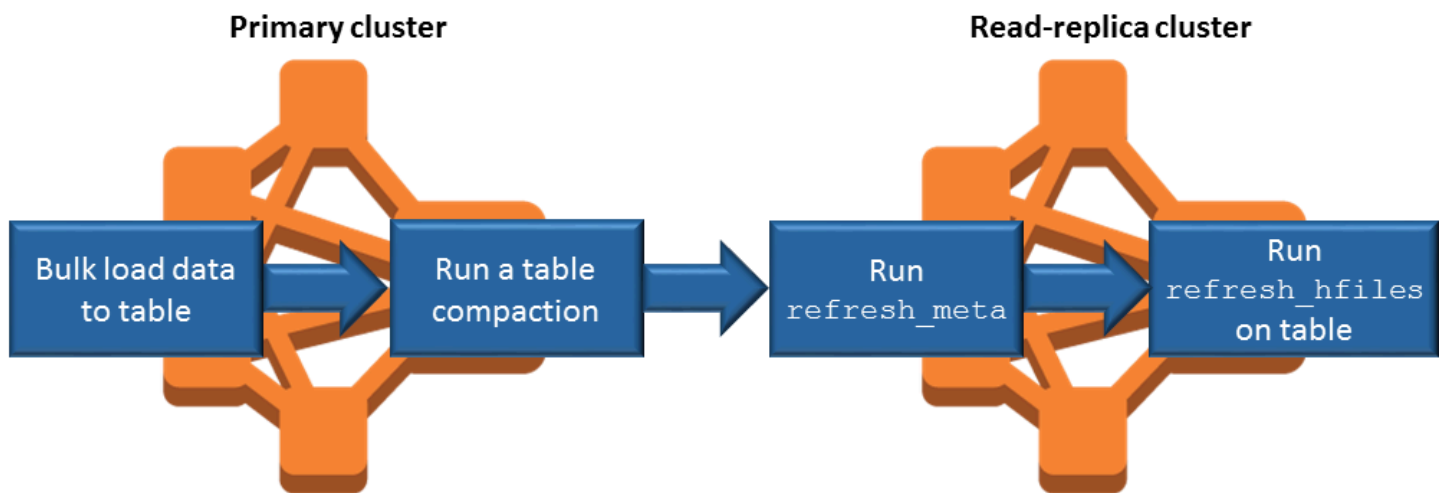 Primary cluster
Read-replica cluster
Bulk load data
to table
Run a table
compaction
Run
refresh_meta
Run
refresh_hfiles
on table